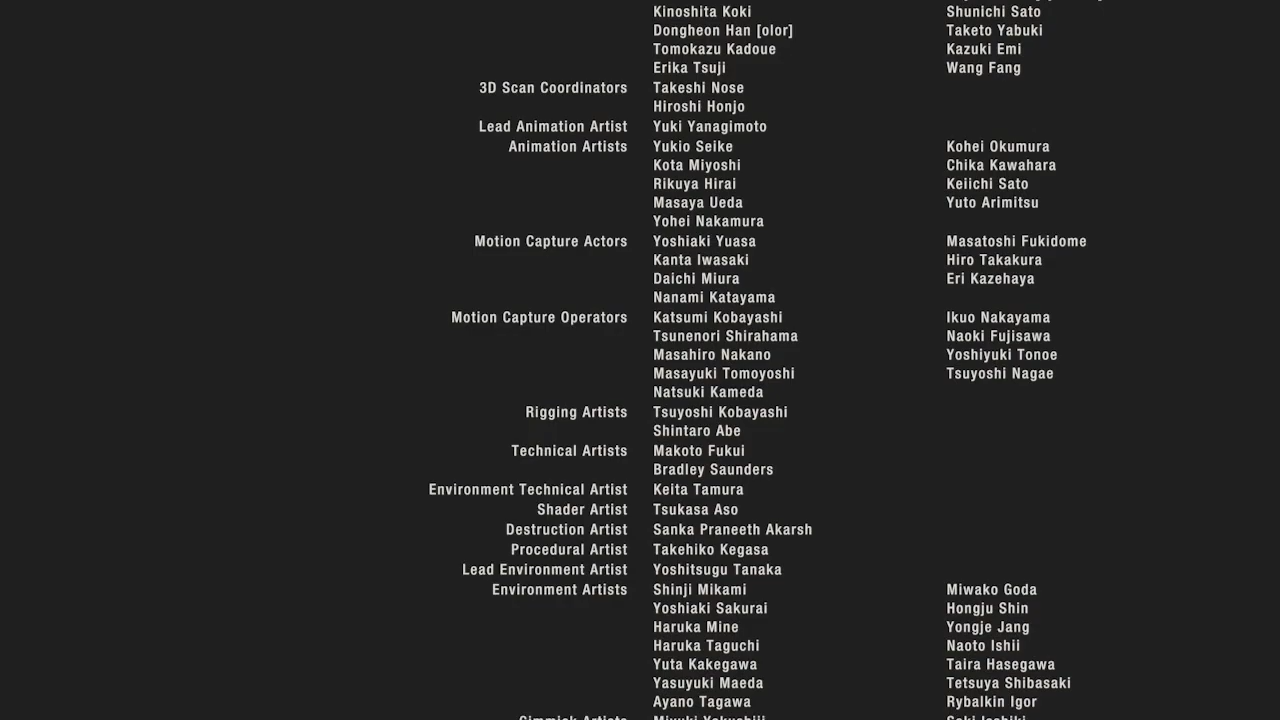 Kinoshita Koki Shunichi Sato
Dongheon Han [olor] Taketo Yabuki
Tomokazu Kadoue Kazuki Emi
Erika Tsuji Wang Fang
3D Scan Coordinators Takeshi Nose
Hiroshi Honjo
Lead Animation Artist Yuki Yanagimoto
Animation Artists Yukio Seike Kohei Okumura
Kota Miyoshi Chika Kawahara
Rikuya Hirai Keiichi Sato
Masaya Ueda Yuto Arimitsu
Yohei Nakamura
Motion Capture Actors Yoshiaki Yuasa Masatoshi Fukidome
Kanta Iwasaki Hiro Takakura
Daichi Miura Eri Kazehaya
Nanami Katayama
Motion Capture Operators Katsumi Kobayashi Ikuo Nakayama
Tsunenori Shirahama Naoki Fujisawa
Masahiro Nakano Yoshiyuki Tonoe
Masayuki Tomoyoshi Tsuyoshi Nagae
Natsuki Kameda
Rigging Artists Tsuyoshi Kobayashi
Shintaro Abe
Technical Artists Makoto Fukui
Bradley Saunders
Environment Technical Artist Keita Tamura
Shader Artist Tsukasa Aso
Destruction Artist Sanka Praneeth Akarsh
Procedural Artist Takehiko Kegasa
Lead Environment Artist Yoshitsugu Tanaka
Environment Artists Shinji Mikami Miwako Goda
Yoshiaki Sakurai Hongju Shin
Haruka Mine Yongje Jang
Haruka Taguchi Naoto Ishii
Yuta Kakegawa Taira Hasegawa
Yasuyuki Maeda Tetsuya Shibasaki
Ayano Tagawa Rybalkin Igor